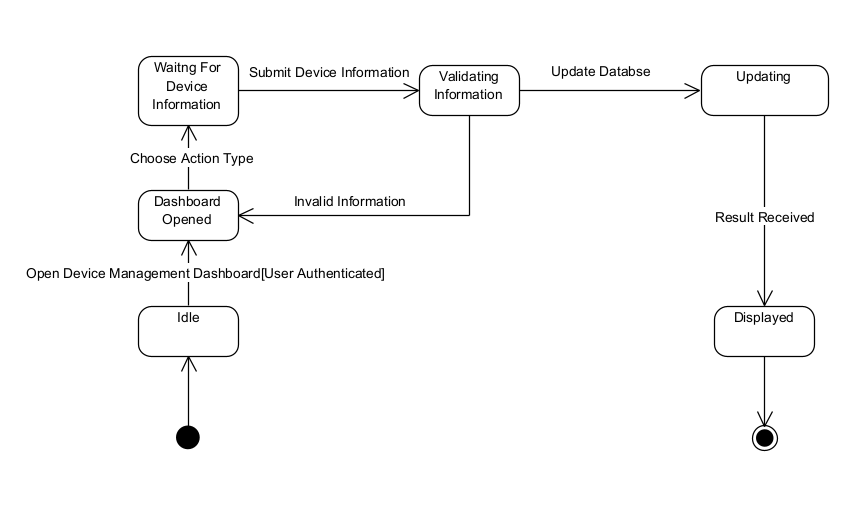 Waitng For
Device
Information
Submit Device Information
Validating
Information
Update Databse
Updating
Choose Action Type
Dashboard
Opened
Invalid Information
Result Received
Open Device Management Dashboard[User Authenticated]
Idle
Displayed